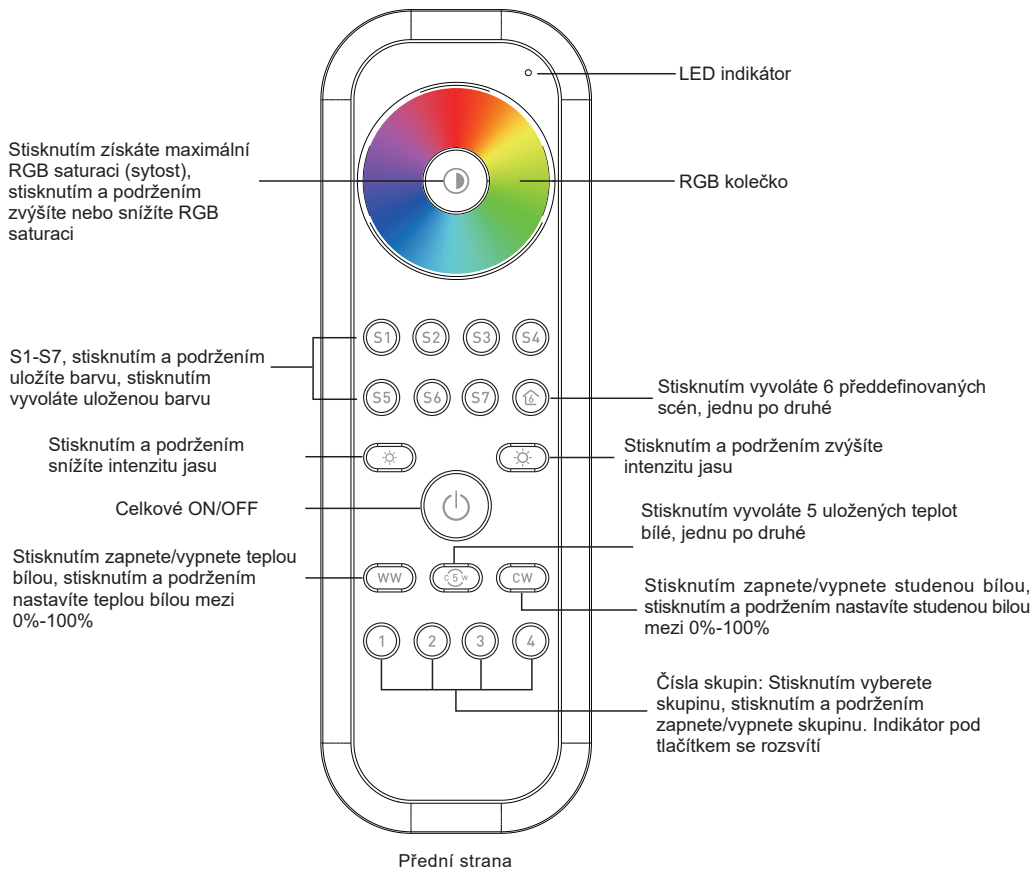 LED indikátor
Stisknutím získáte maximální
RGB saturaci (sytost),
stisknutím a podržením
zvýšíte nebo snížíte RGB
saturaci
RGB kolečko
S1 S2 S3 S4
S1-S7, stisknutím a podržením
uložíte barvu, stisknutím
vyvoláte uloženou barvu
S5 S6 S7 6
Stisknutím vyvoláte 6 předdefinovaných
scén, jednu po druhé
Stisknutím a podržením
snížíte intenzitu jasu
Stisknutím a podržením zvýšíte
intenzitu jasu
Celkové ON/OFF
Stisknutím vyvoláte 5 uložených teplot
bílé, jednu po druhé
Stisknutím zapnete/vypnete teplou
bílou, stisknutím a podržením
nastavíte teplou bílou mezi
0%-100%
WW C 5 W CW
Stisknutím zapnete/vypnete studenou bílou,
stisknutím a podržením nastavíte studenou bilou
mezi 0%-100%
1 2 3 4
Čísla skupin: Stisknutím vyberete
skupinu, stisknutím a podržením
zapnete/vypnete skupinu. Indikátor pod
tlačítkem se rozsvítí
Přední strana